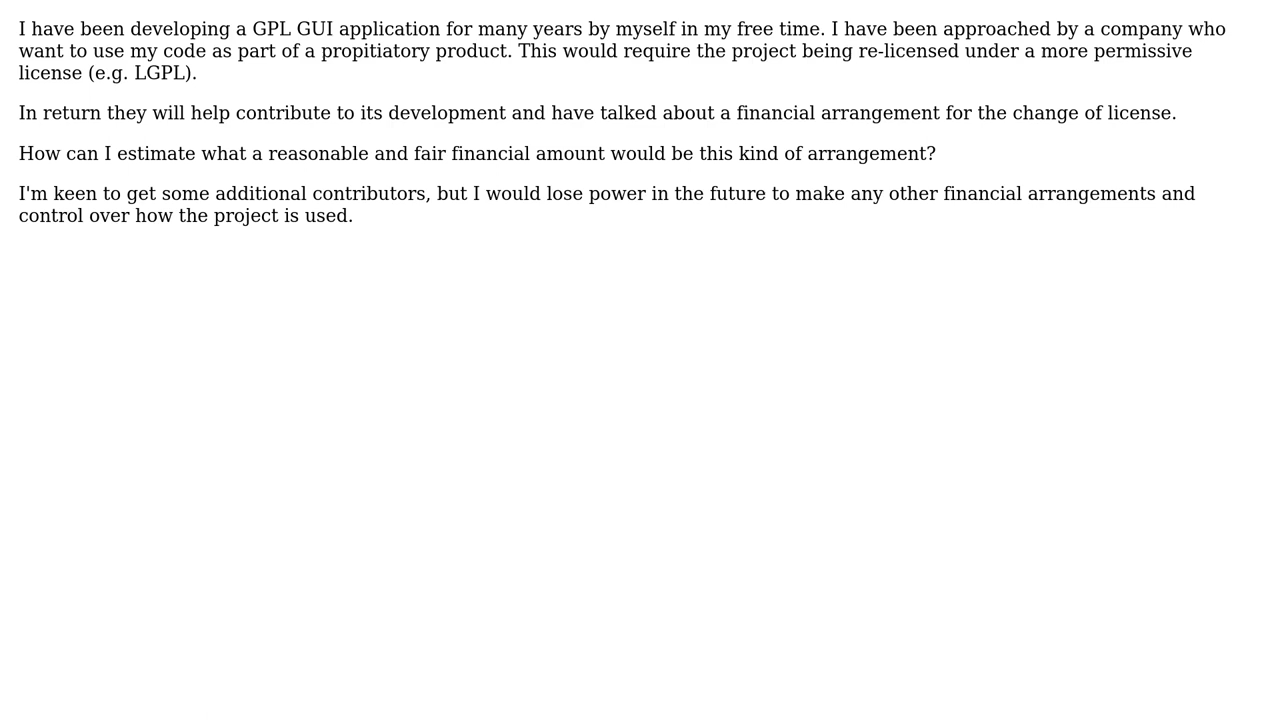 I have been developing a GPL GUI application for many years by myself in my free time. I have been approached by a company who
want to use my code as part of a propitiatory product. This would require the project being re-licensed under a more permissive
license (e.g. LGPL).
In return they will help contribute to its development and have talked about a financial arrangement for the change of license.
How can I estimate what a reasonable and fair financial amount would be this kind of arrangement?
I'm keen to get some additional contributors, but I would lose power in the future to make any other financial arrangements and
control over how the project is used.